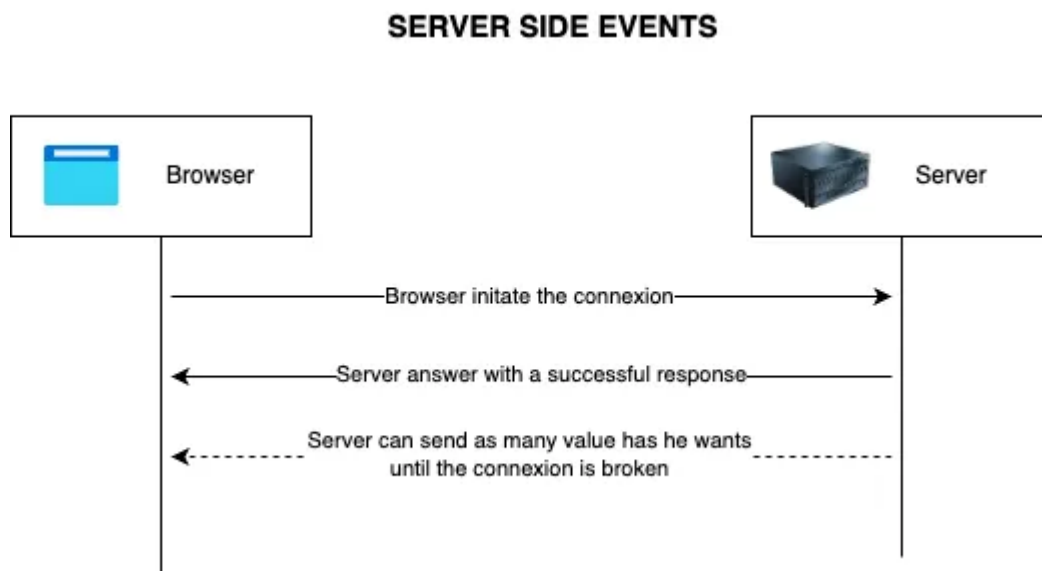 SERVER SIDE EVENTS
Browser
Server
Browser initate the connexion
Server answer with a successful response
Server can send as many value has he wants
until the connexion is broken